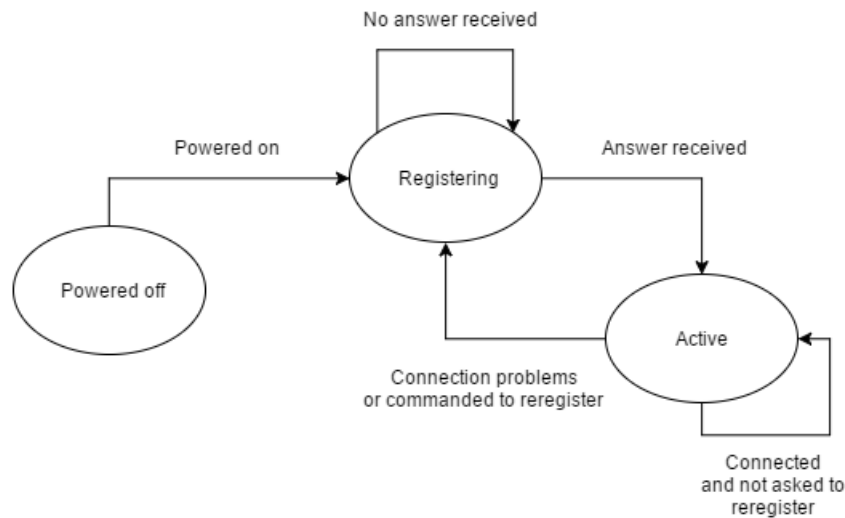 No answer received
Powered on
Answer received
Registering
Powered off
Active
Connection problems
or commanded to reregister
Connected
and not asked to
reregister